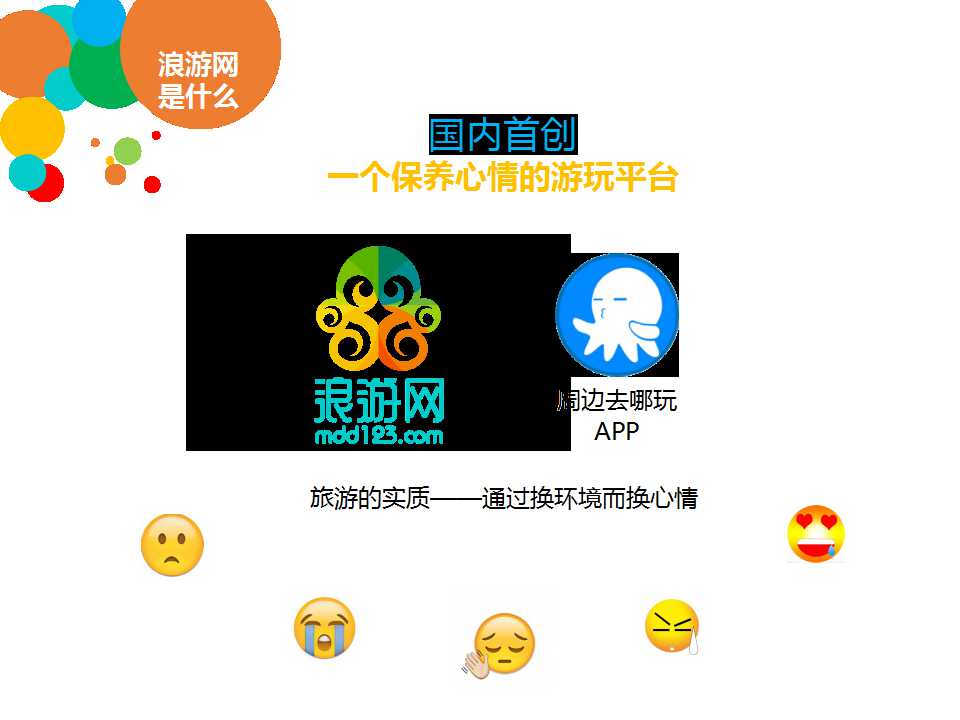 浪游网
是什么
国内首创
一个保养心情的游玩平台
浪游网
mdd123.com
周边去哪玩
APP
旅游的实质——通过换环境而换心情